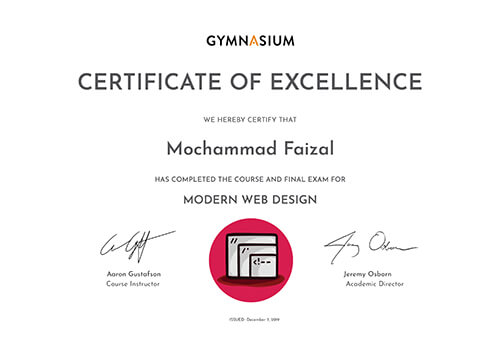 GYMNASIUM
CERTIFICATE OF EXCELLENCE
WE HEREBY CERTIFY THAT
Mochammad Faizal
HAS COMPLETED THE COURSE AND FINAL EXAM FOR
MODERN WEB DESIGN
// // <!--
Aaron Gustafson Jeremy Osborn
Course Instructor Academic Director
ISSUED: December 7, 2019